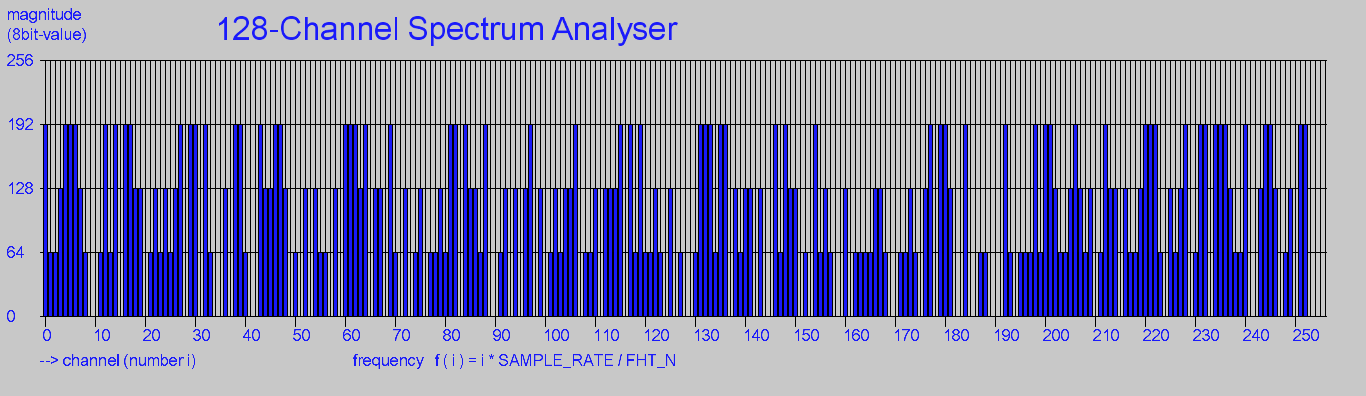 magnitude
(8bit-value)
128-Channel Spectrum Analyser
256
192
128
64
0
0 10 20 30 40 50 60 70 80 90 100 110 120 130 140 150 160 170 180 190 200 210 220 230 240 250
--> channel (number i) frequency f ( i ) = i * SAMPLE_RATE / FHT_N